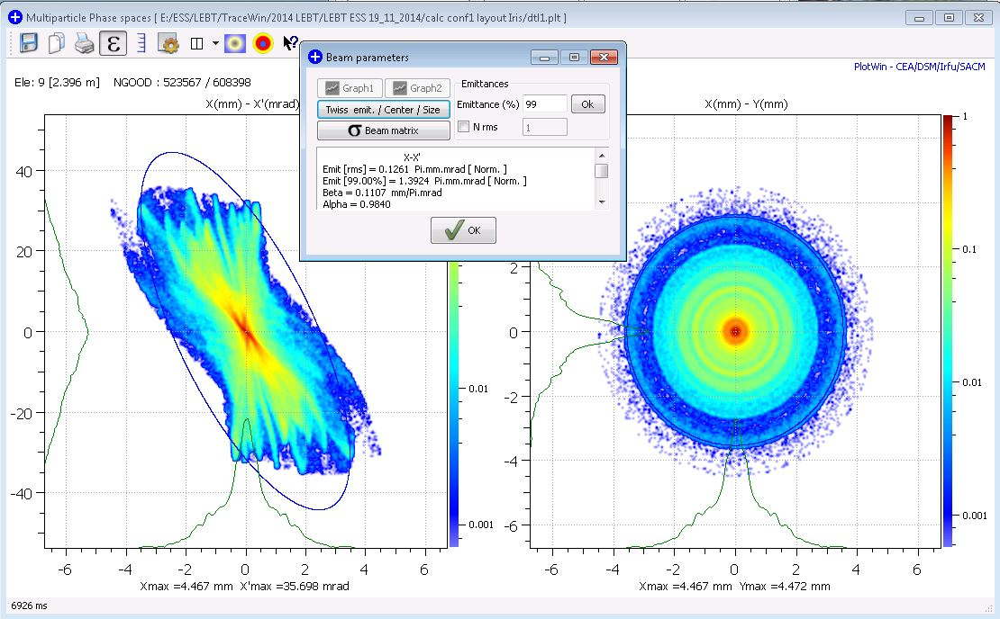 Multiparticle Phase spaces [ E:/ESS/LEBT/TraceWin/2014 LEBT/LEBT ESS 19_11_2014/calc conf1 layout Iris/dtl1.plt ]
ε
?
PlotWin - CEA/DSM/Irfu/SACM
Ele: 9 [2.396 m] NGOOD : 523567 / 608398
X(mm) - X'(mrad)
X(mm) - Y(mm)
Beam parameters
Graph1 Graph2
Twiss emit. / Center / Size
σ Beam matrix
Emittances
Emittance (%) 99 Ok
N rms 1
X-X'
Emit [rms] = 0.1261 Pi.mm.mrad [ Norm. ]
Emit [99.00%] = 1.3924 Pi.mm.mrad [ Norm. ]
Beta = 0.1107 mm/Pi.mrad
Alpha = 0.9840
OK
40
20
0
-20
-40
-6 -4 -2 0 2 4 6
Xmax =4.467 mm X'max =35.698 mrad
0.01
0.001
2
0
-2
-4
-6
-6 -4 -2 0 2 4 6
Xmax =4.467 mm Ymax =4.472 mm
1
0.1
0.01
0.001
6926 ms